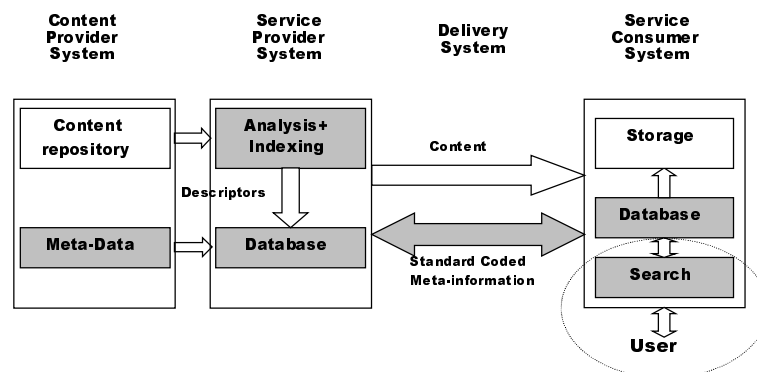 Content
Provider
System
Service
Provider
System
Delivery
System
Service
Consumer
System
Content
repository
Analysis+
Indexing
Content
Storage
Descriptors
Meta-Data
Database
Database
Standard Coded
Meta-information
Search
User